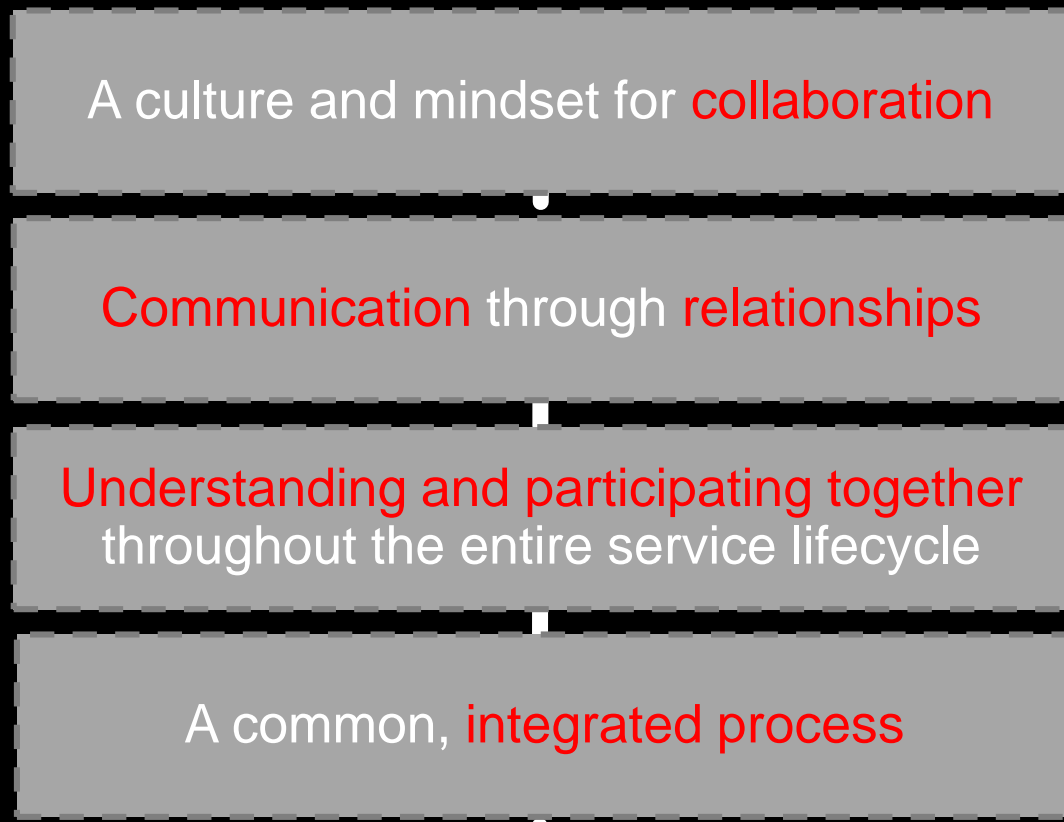 A culture and mindset for collaboration
Communication through relationships
Understanding and participating together
throughout the entire service lifecycle
A common, integrated process